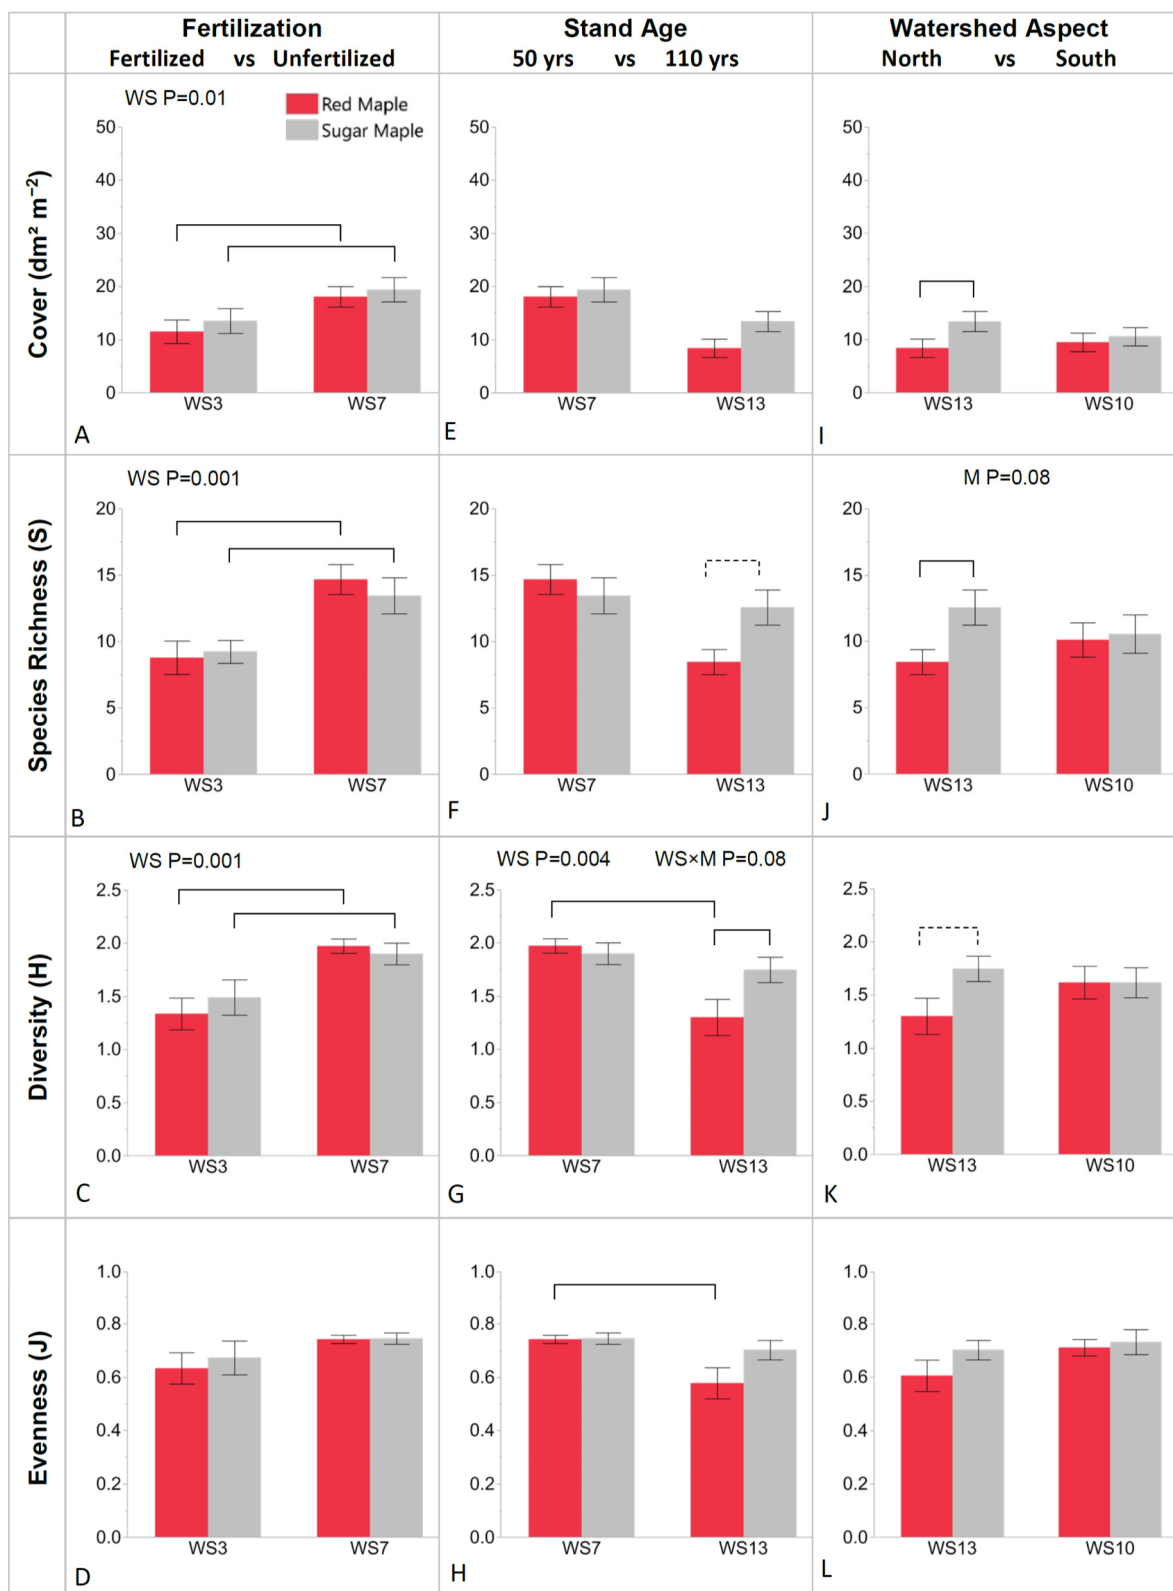 Fertilization
Fertilized vs Unfertilized
Stand Age
50 yrs vs 110 yrs
Watershed Aspect
North vs South
Cover (dm² m⁻²)
WS P=0.01
Red Maple
Sugar Maple
50
40
30
20
10
0
WS3 WS7
A
50
40
30
20
10
0
WS7 WS13
E
50
40
30
20
10
0
WS13 WS10
I
Species Richness (S)
WS P=0.001
20
15
10
5
0
WS3 WS7
B
20
15
10
5
0
WS7 WS13
F
M P=0.08
20
15
10
5
0
WS13 WS10
J
Diversity (H)
WS P=0.001
2.5
2.0
1.5
1.0
0.5
0.0
WS3 WS7
C
WS P=0.004 WS×M P=0.08
2.5
2.0
1.5
1.0
0.5
0.0
WS7 WS13
G
2.5
2.0
1.5
1.0
0.5
0.0
WS13 WS10
K
Evenness (J)
1.0
0.8
0.6
0.4
0.2
0.0
WS3 WS7
D
1.0
0.8
0.6
0.4
0.2
0.0
WS7 WS13
H
1.0
0.8
0.6
0.4
0.2
0.0
WS13 WS10
L